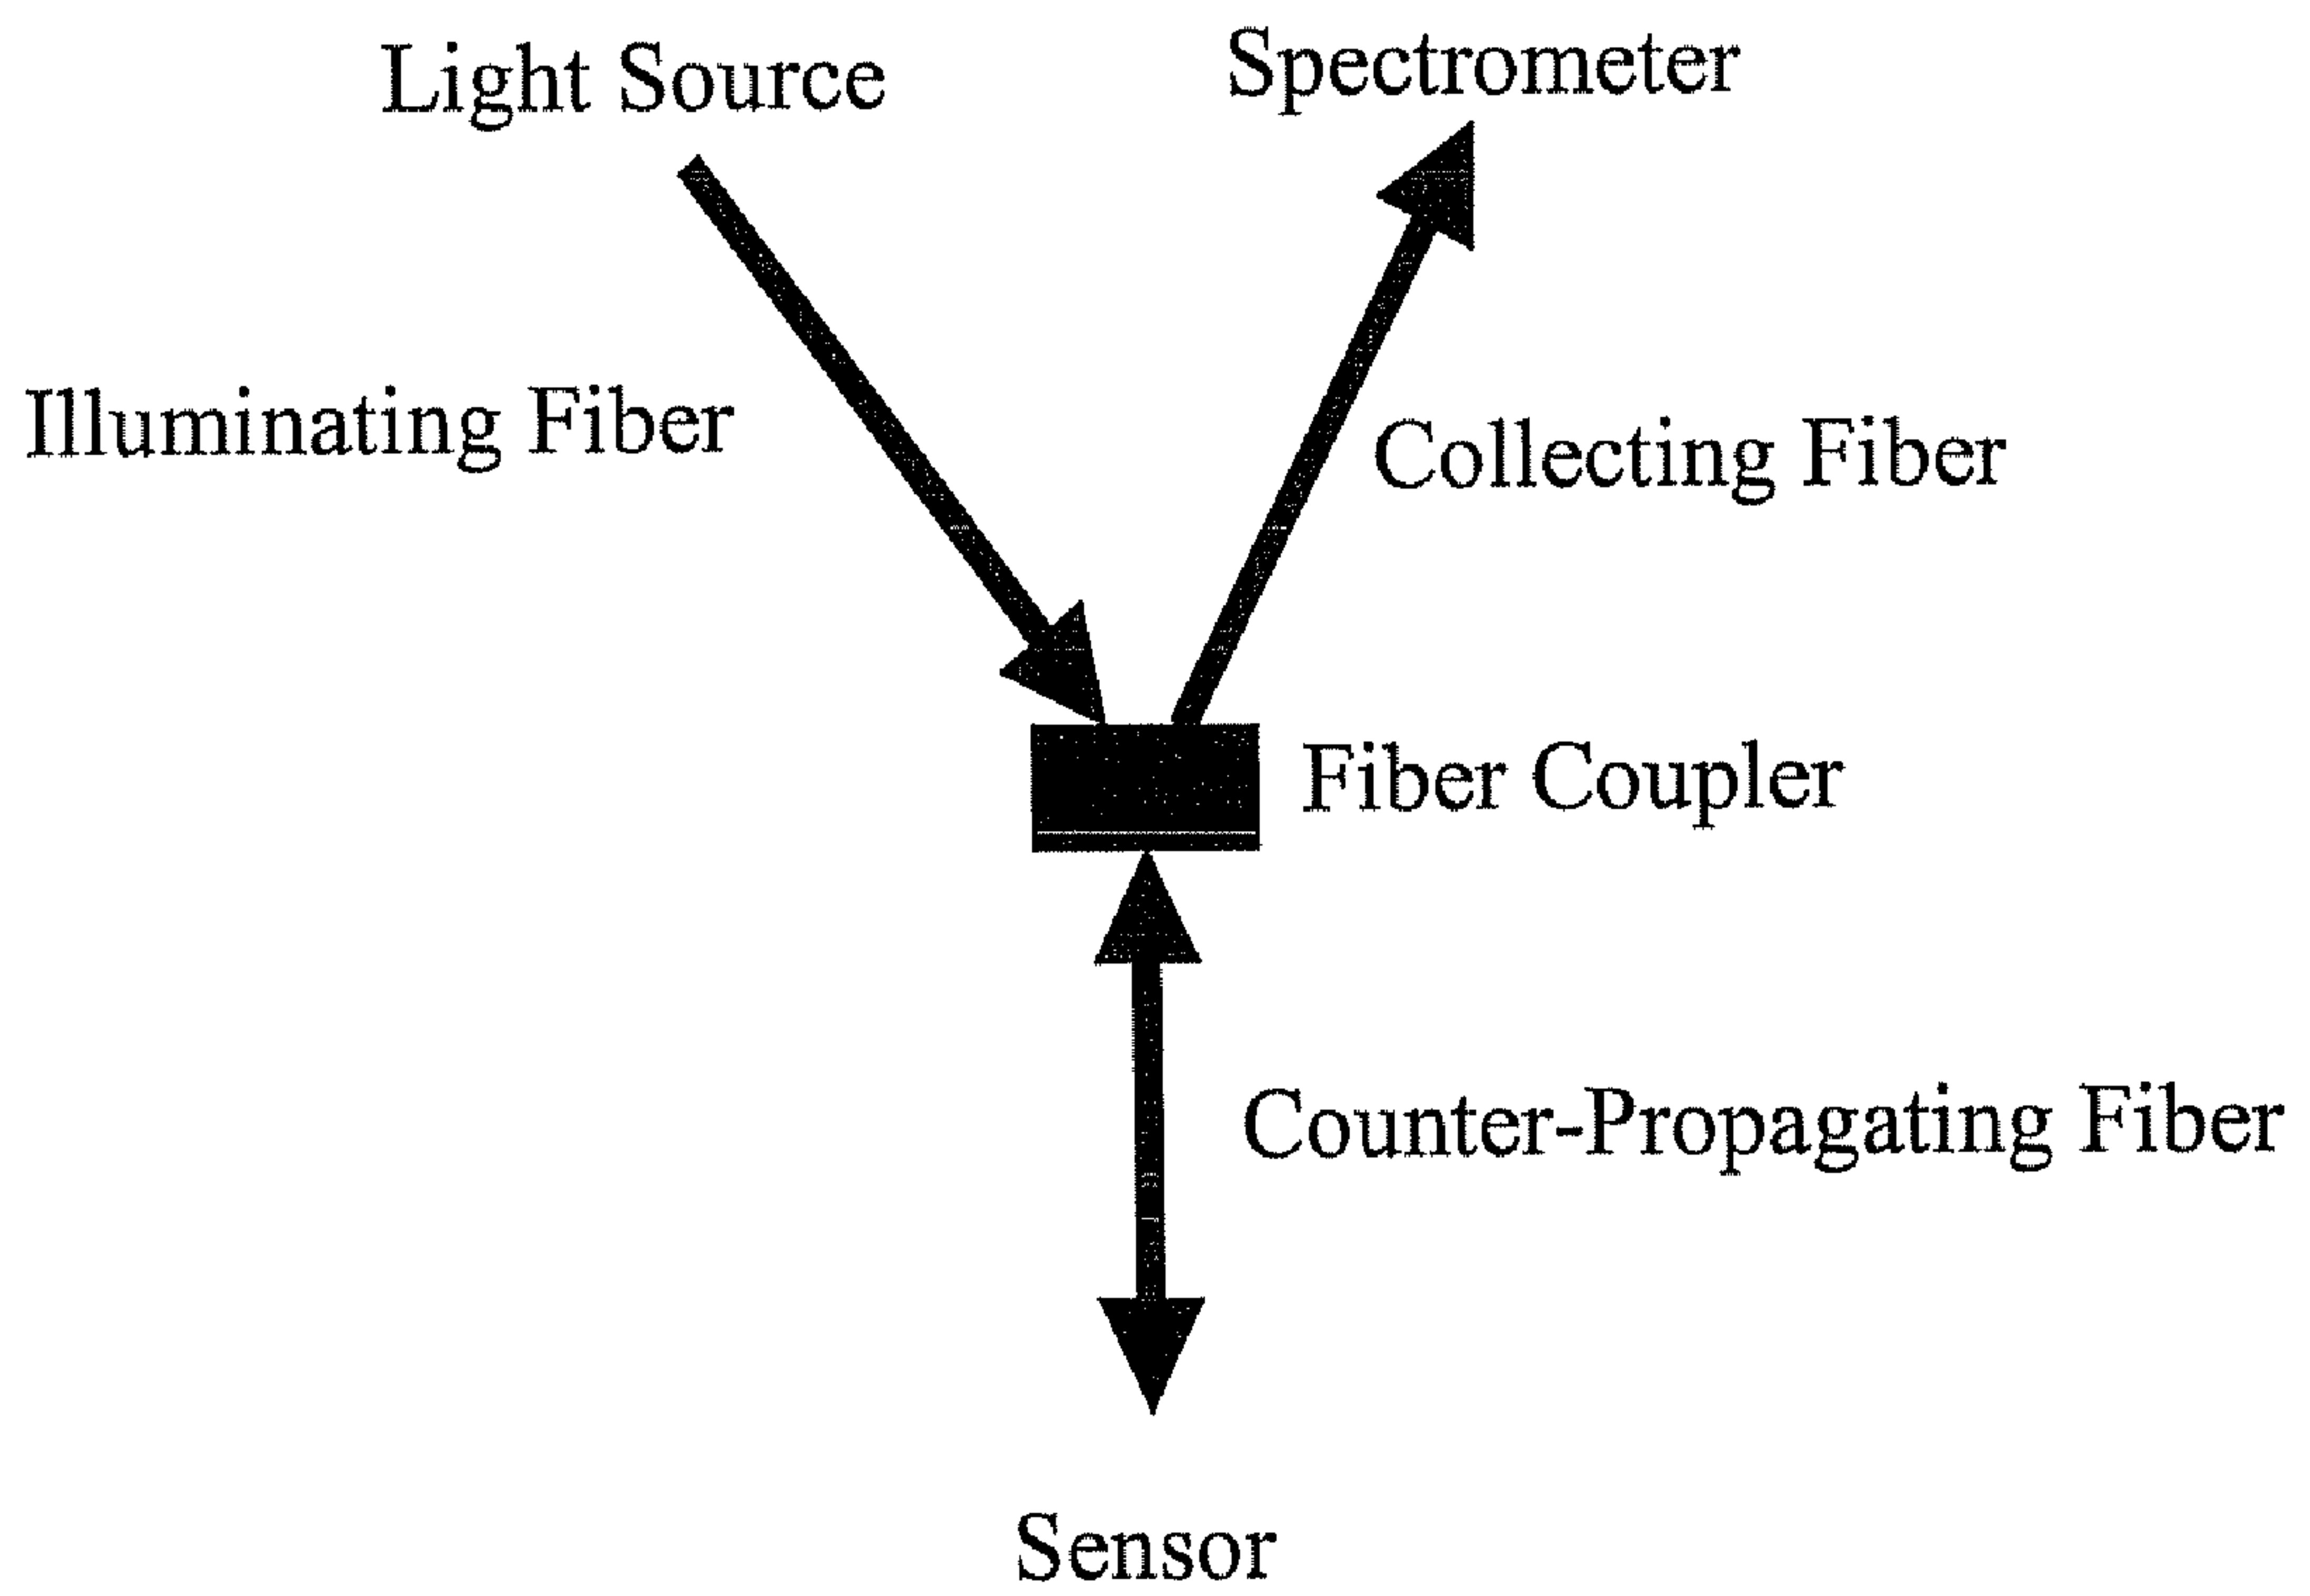 Light Source
Spectrometer
Illuminating Fiber
Collecting Fiber
Fiber Coupler
Counter-Propagating Fiber
Sensor